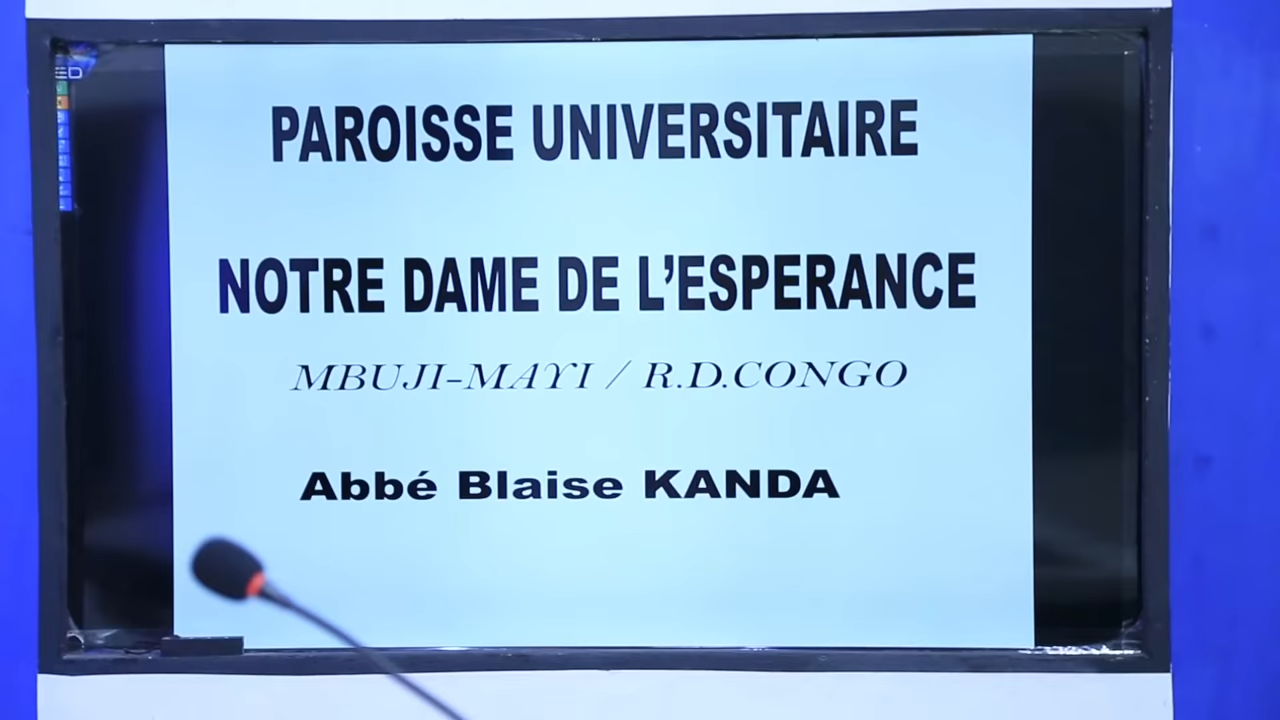 PAROISSE UNIVERSITAIRE
NOTRE DAME DE L'ESPERANCE
MBUJI-MAYI / R.D.CONGO
Abbé Blaise KANDA